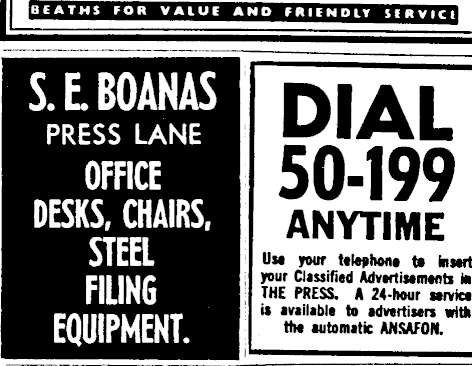 BEATHS FOR VALUE AND FRIENDLY SERVICE
S. E. BOANAS
PRESS LANE
OFFICE
DESKS, CHAIRS,
STEEL
FILING
EQUIPMENT.
DIAL
50-199
ANYTIME
Use your telephone to insert
your Classified Advertisements in
THE PRESS. A 24-hour service
is available to advertisers with
the automatic ANSAFON.